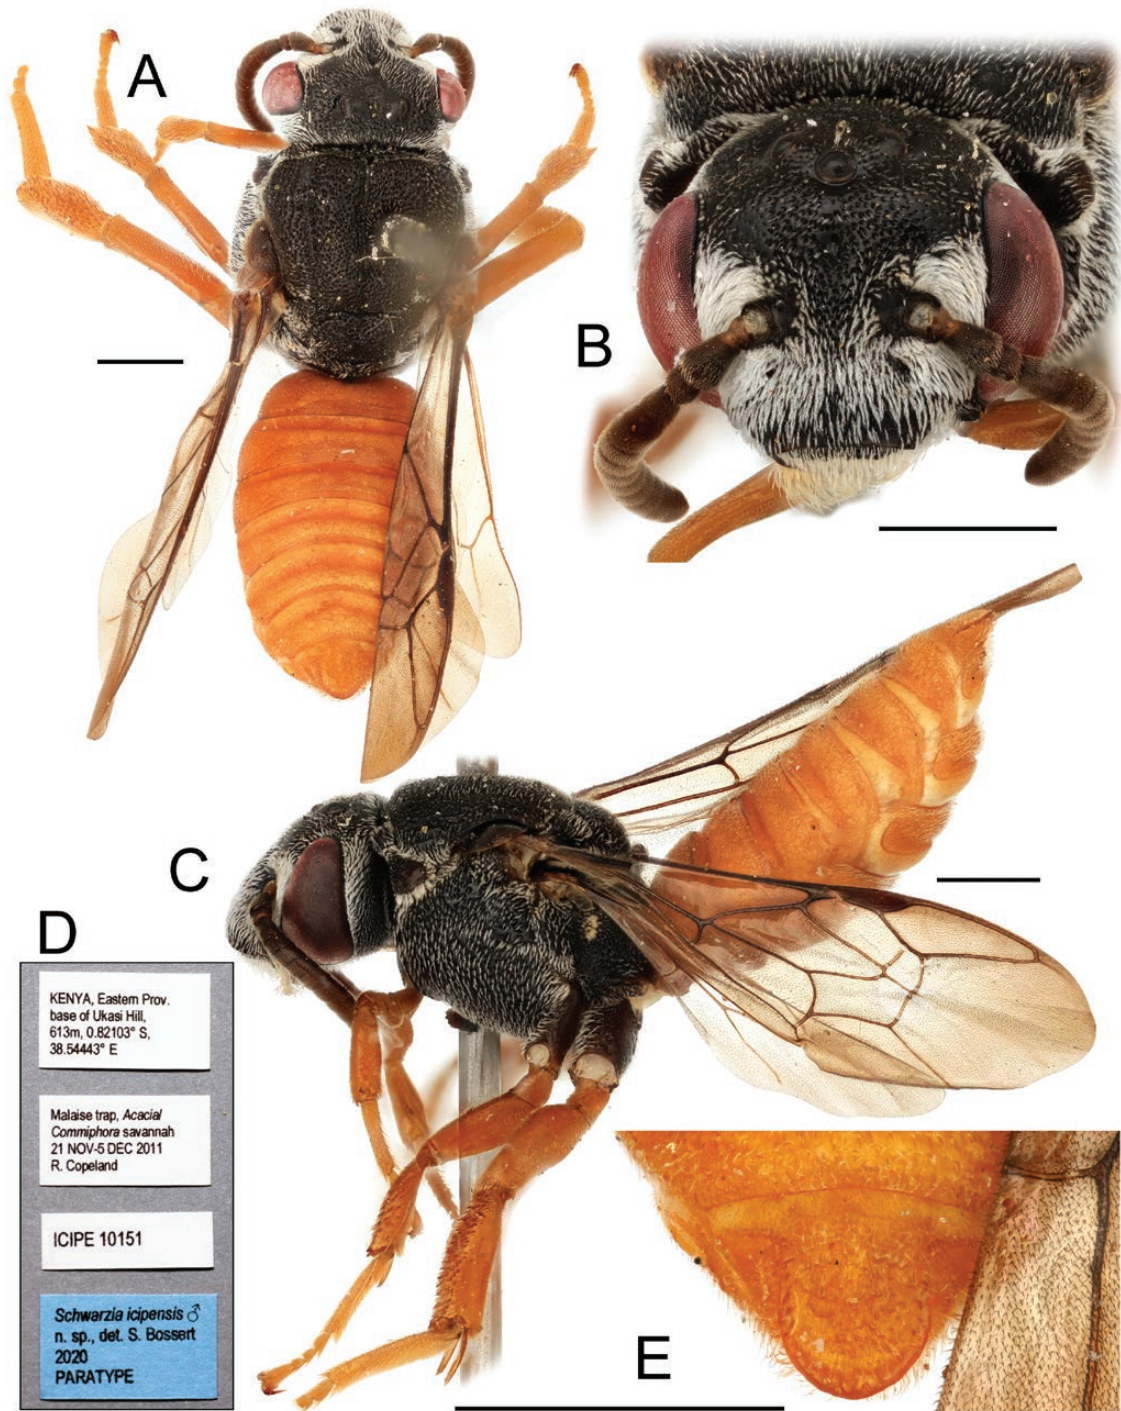 A
B
C
D
KENYA, Eastern Prov.
base of Ukasi Hill,
613m, 0.82103° S,
38.54443° E
Malaise trap, Acacia/
Commiphora savannah
21 NOV-5 DEC 2011
R. Copeland
ICIPE 10151
Schwarzia icipensis ♂
n. sp., det. S. Bossert
2020
PARATYPE
E